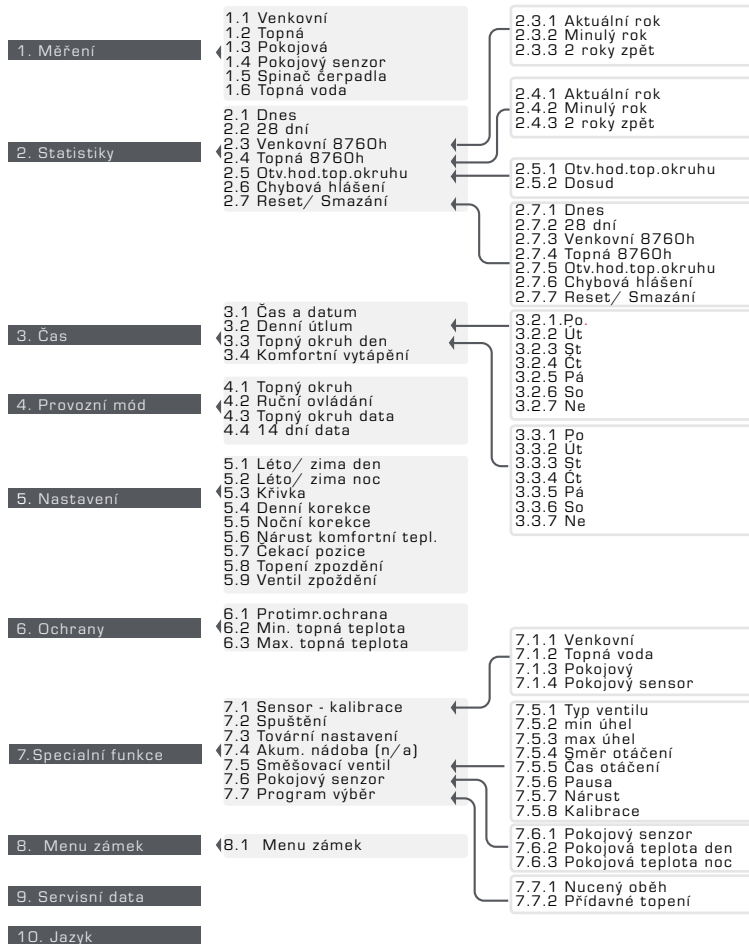 1. Měření
1.1 Venkovní
1.2 Topná
1.3 Pokojová
1.4 Pokojový senzor
1.5 Spinač čerpadla
1.6 Topná voda
2. Statistiky
2.1 Dnes
2.2 28 dní
2.3 Venkovní 8760h
2.4 Topná 8760h
2.5 Otv.hod.top.okruhu
2.6 Chybová hlášení
2.7 Reset/ Smazání
2.3.1 Aktuální rok
2.3.2 Minulý rok
2.3.3 2 roky zpět
2.4.1 Aktuální rok
2.4.2 Minulý rok
2.4.3 2 roky zpět
2.5.1 Otv.hod.top.okruhu
2.5.2 Dosud
2.7.1 Dnes
2.7.2 28 dní
2.7.3 Venkovní 8760h
2.7.4 Topná 8760h
2.7.5 Otv.hod.top.okruhu
2.7.6 Chybová hlášení
2.7.7 Reset/ Smazání
3. Čas
3.1 Čas a datum
3.2 Denní útlum
3.3 Topný okruh den
3.4 Komfortní vytápění
3.2.1.Po.
3.2.2 Út
3.2.3 St
3.2.4 Čt
3.2.5 Pá
3.2.6 So
3.2.7 Ne
3.3.1 Po
3.3.2 Út
3.3.3 St
3.3.4 Čt
3.3.5 Pá
3.3.6 So
3.3.7 Ne
4. Provozní mód
4.1 Topný okruh
4.2 Ruční ovládání
4.3 Topný okruh data
4.4 14 dní data
5. Nastavení
5.1 Léto/ zima den
5.2 Léto/ zima noc
5.3 Křivka
5.4 Denní korekce
5.5 Noční korekce
5.6 Nárust komfortní tepl.
5.7 Čekací pozice
5.8 Topení zpozdění
5.9 Ventil zpoždění
6. Ochrany
6.1 Protimr.ochrana
6.2 Min. topná teplota
6.3 Max. topná teplota
7.Specialní funkce
7.1 Sensor - kalibrace
7.2 Spuštění
7.3 Tovární nastavení
7.4 Akum. nádoba (n/a)
7.5 Směšovací ventil
7.6 Pokojový senzor
7.7 Program výběr
7.1.1 Venkovní
7.1.2 Topná voda
7.1.3 Pokojový
7.1.4 Pokojový sensor
7.5.1 Typ ventilu
7.5.2 min úhel
7.5.3 max úhel
7.5.4 Směr otáčení
7.5.5 Čas otáčení
7.5.6 Pausa
7.5.7 Nárust
7.5.8 Kalibrace
7.6.1 Pokojový senzor
7.6.2 Pokojová teplota den
7.6.3 Pokojová teplota noc
7.7.1 Nucený oběh
7.7.2 Přídavné topení
8. Menu zámek
8.1 Menu zámek
9. Servisní data
10. Jazyk